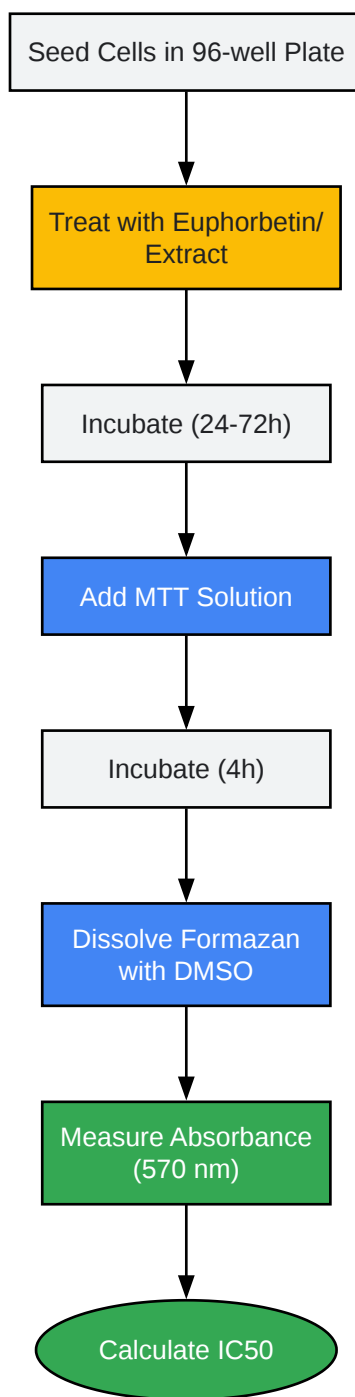 Seed Cells in 96-well Plate
Treat with Euphorbetin/
Extract
Incubate (24-72h)
Add MTT Solution
Incubate (4h)
Dissolve Formazan
with DMSO
Measure Absorbance
(570 nm)
Calculate IC50